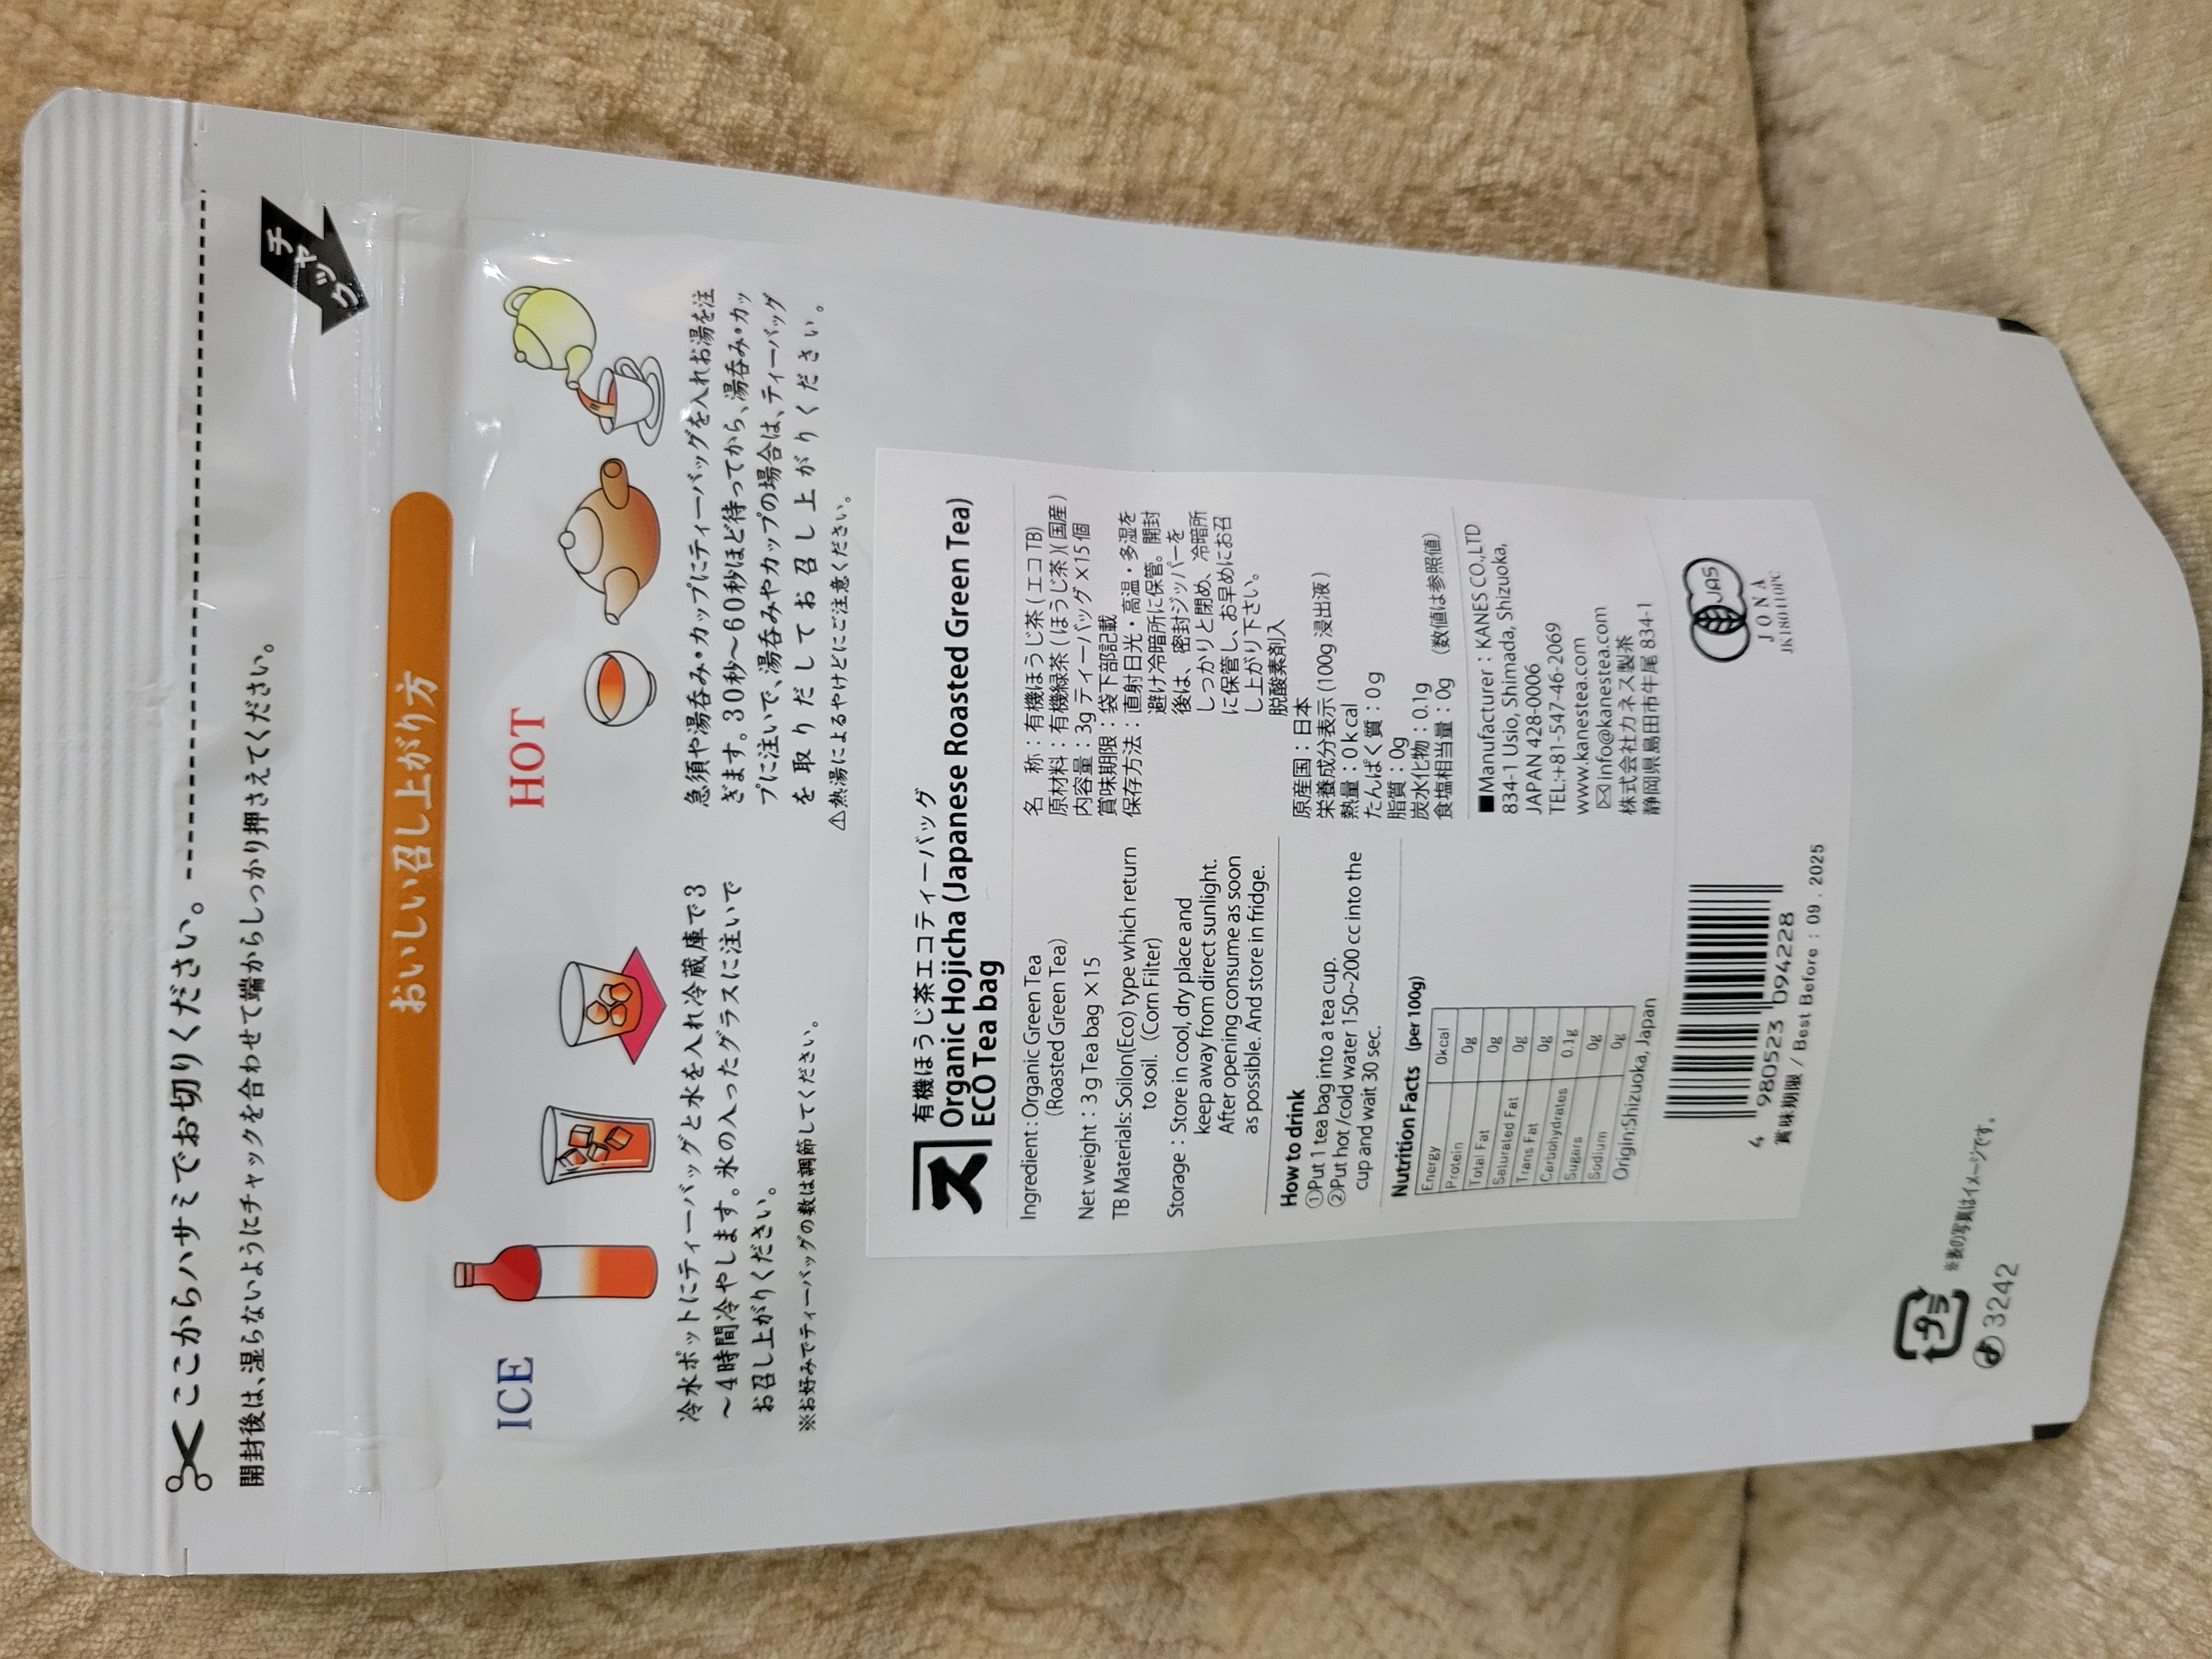 ここからハサミでお切りください。
開封後は、湿らないようにチャックを合わせて端からしっかり押さえてください。
チャック
おいしい召し上がり方
ICE
冷水ポットにティーバッグと水を入れ冷蔵庫で3
～4時間冷やします。氷の入ったグラスに注いで
お召し上がりください。
※お好みでティーバッグの数は調節してください。
HOT
急須や湯呑み・カップにティーバッグを入れお湯を注
ぎます。30秒～60秒ほど待ってから、湯呑み・カッ
プに注いで、湯呑みやカップの場合は、ティーバッグ
を取りだしてお召し上がりください。
⚠熱湯によるやけどにご注意ください。
有機ほうじ茶エコティーバッグ
Organic Hojicha (Japanese Roasted Green Tea)
ECO Tea bag
Ingredient : Organic Green Tea
(Roasted Green Tea)
Net weight : 3 g Tea bag ×15
TB Materials: Soilon(Eco) type which return
to soil. (Corn Filter)
Storage : Store in cool, dry place and
keep away from direct sunlight.
After opening consume as soon
as possible. And store in fridge.
How to drink
①Put 1 tea bag into a tea cup.
②Put hot /cold water 150~200 cc into the
cup and wait 30 sec.
Nutrition Facts (per 100g)
Energy 0kcal
Protein 0g
Total Fat 0g
Saturated Fat 0g
Trans Fat 0g
Carbohydrates 0.1g
Sugars 0g
Sodium 0g
Origin:Shizuoka, Japan
名 称：有機ほうじ茶 ( エコ TB)
原材料：有機緑茶 ( ほうじ茶 )( 国産 )
内容量：3g ティーバッグ×15 個
賞味期限：袋下部記載
保存方法：直射日光・高温・多湿を
避け冷暗所に保管。開封
後は、密封ジッパーを
しっかりと閉め、冷暗所
に保管し、お早めにお召
し上がり下さい。
脱酸素剤入
原産国：日本
栄養成分表示 (100g 浸出液 )
熱量：0 k cal
たんぱく質：0 g
脂質：0g
炭水化物：0.1g
食塩相当量：0g （数値は参照値）
■Manufacturer : KANES CO.,LTD
834-1 Usio, Shimada, Shizuoka,
JAPAN 428-0006
TEL:+81-547-46-2069
www.kanestea.com
✉info@kanestea.com
株式会社カネス製茶
静岡県島田市牛尾 834-1
JAS
JONA
4 980523 094228
賞味期限 / Best Before : 09 . 2025
プラ
※表の写真はイメージです。
3242